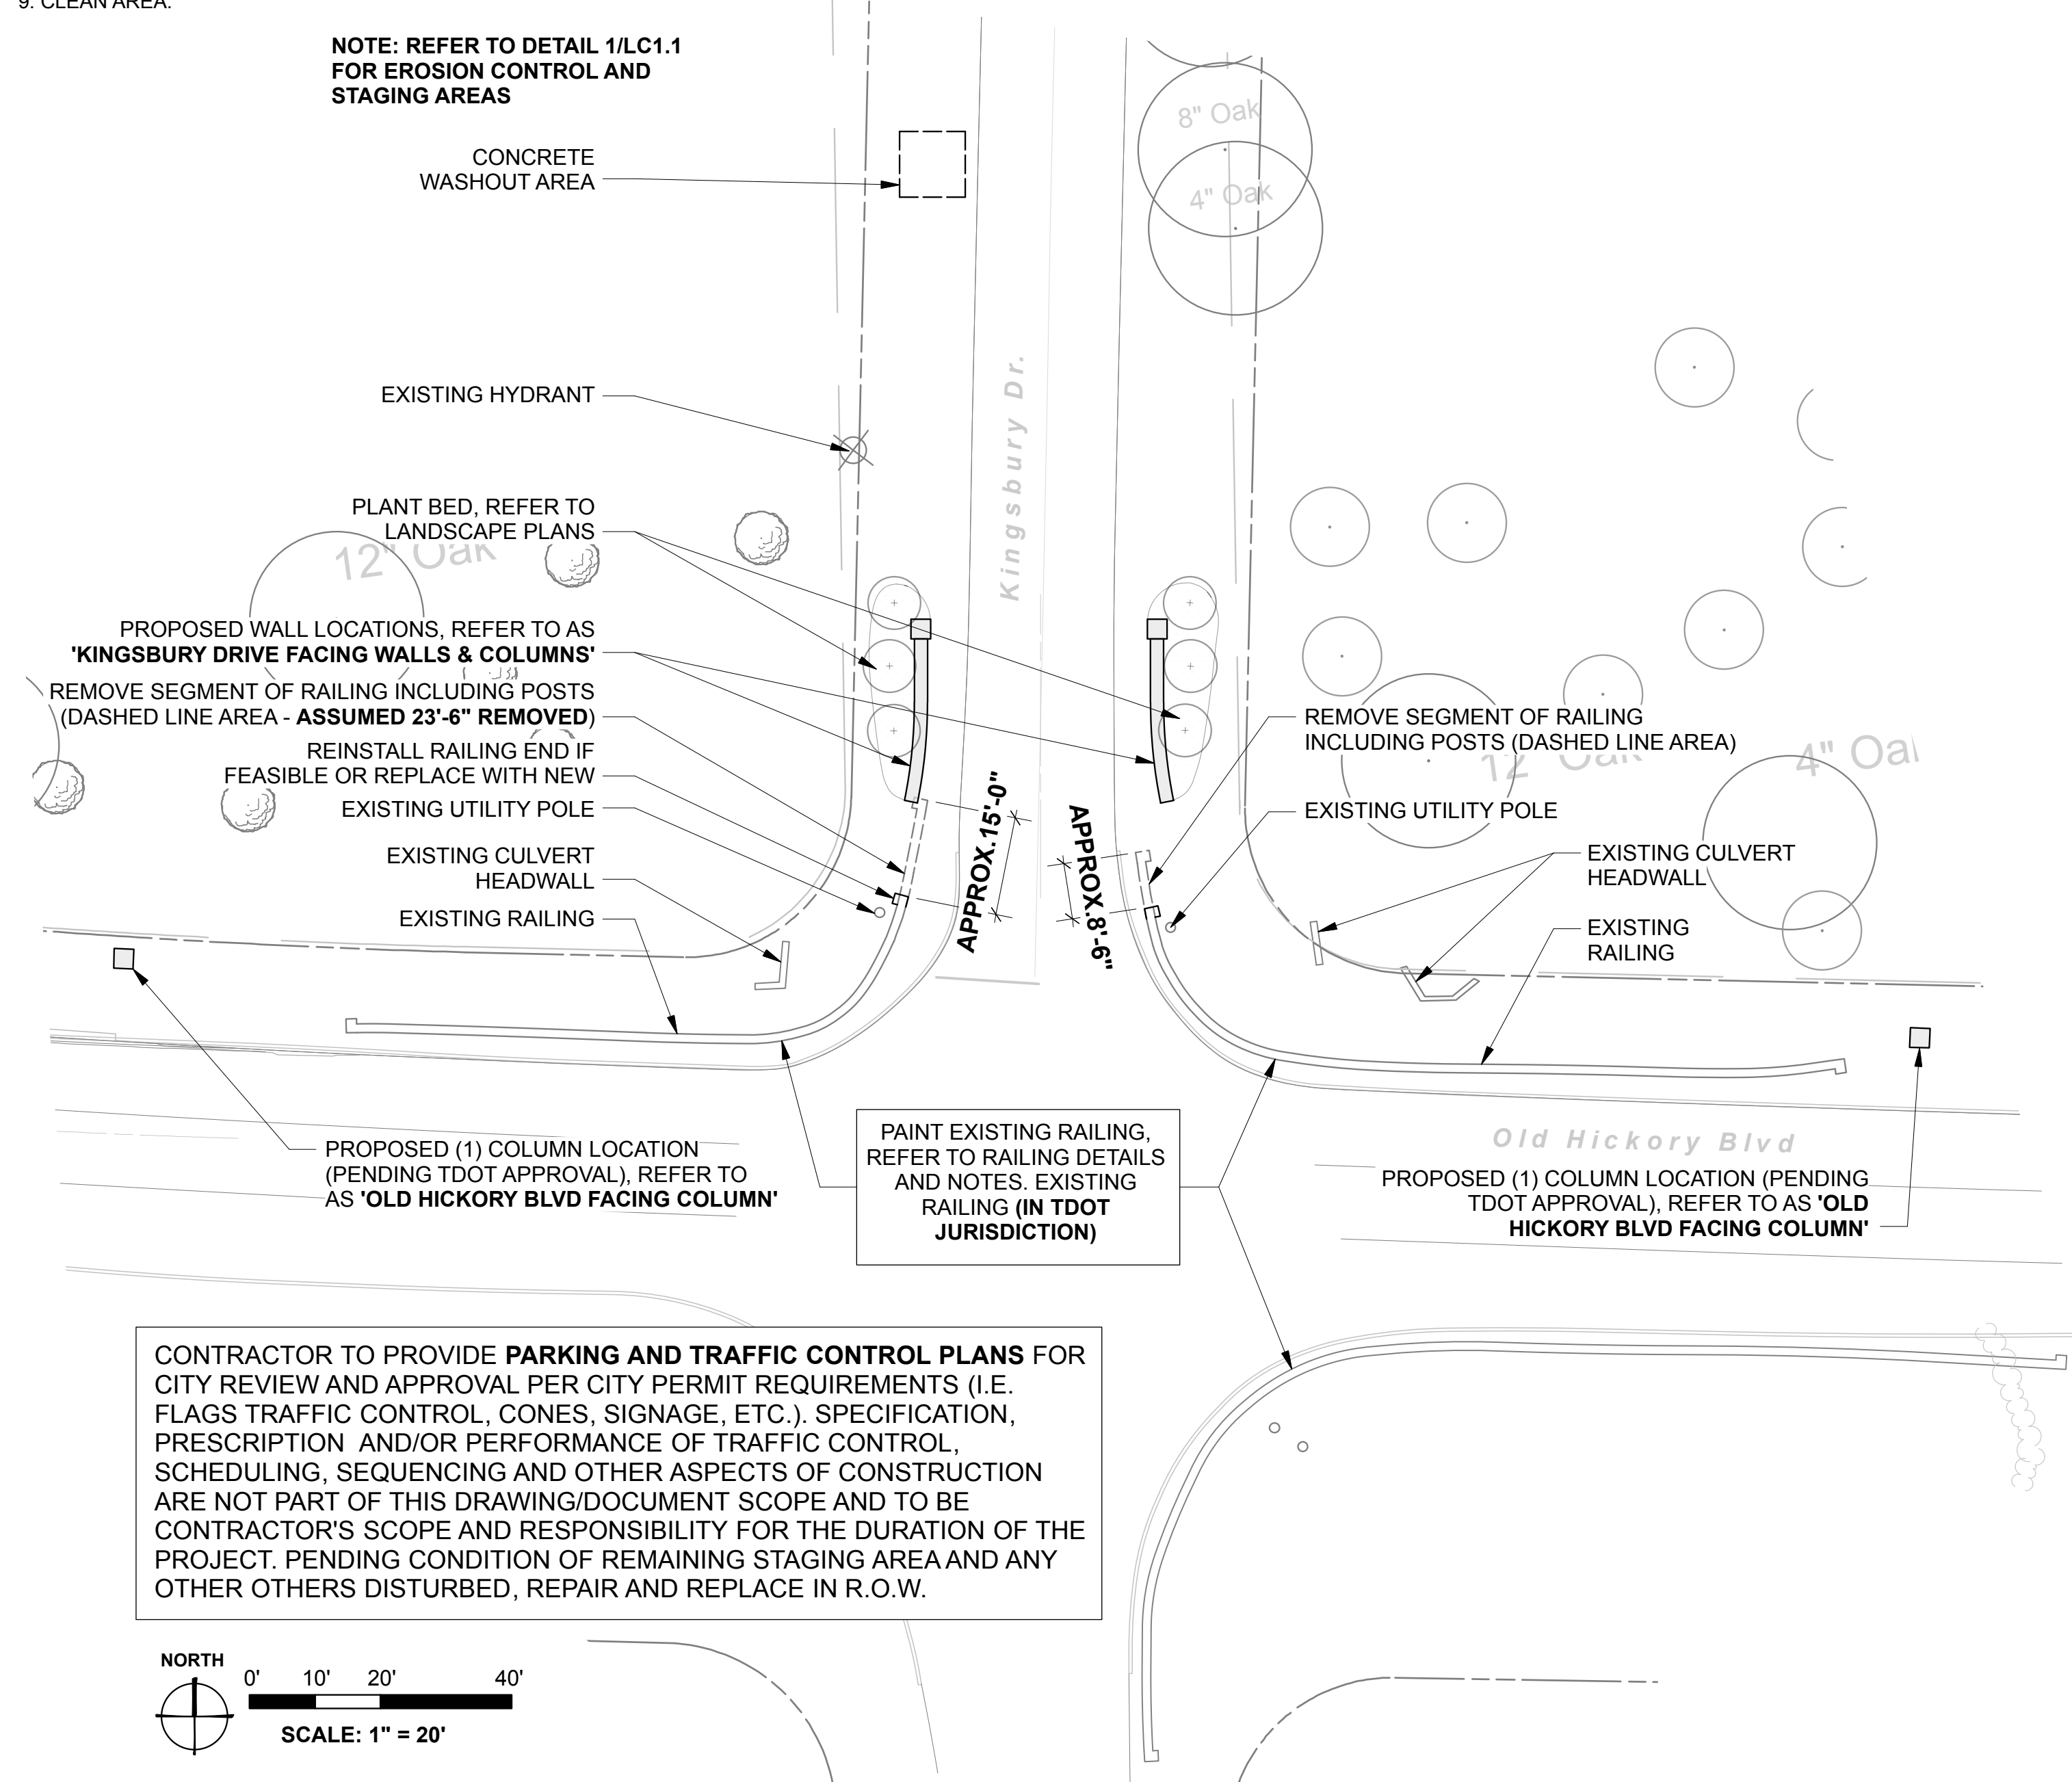 9. CLEAN AREA.
NOTE: REFER TO DETAIL 1/LC1.1
FOR EROSION CONTROL AND
STAGING AREAS
CONCRETE
WASHOUT AREA
8" Oak
4" Oak
EXISTING HYDRANT
Kingsbury Dr.
PLANT BED, REFER TO
LANDSCAPE PLANS
12" Oak
PROPOSED WALL LOCATIONS, REFER TO AS
'KINGSBURY DRIVE FACING WALLS & COLUMNS'
REMOVE SEGMENT OF RAILING INCLUDING POSTS
(DASHED LINE AREA - ASSUMED 23'-6" REMOVED)
REINSTALL RAILING END IF
FEASIBLE OR REPLACE WITH NEW
EXISTING UTILITY POLE
EXISTING CULVERT
HEADWALL
EXISTING RAILING
APPROX.15'-0"
APPROX.8'-6"
REMOVE SEGMENT OF RAILING
INCLUDING POSTS (DASHED LINE AREA)
12" Oak
4" Oa
EXISTING UTILITY POLE
EXISTING CULVERT
HEADWALL
EXISTING
RAILING
PROPOSED (1) COLUMN LOCATION
(PENDING TDOT APPROVAL), REFER TO
AS 'OLD HICKORY BLVD FACING COLUMN'
PAINT EXISTING RAILING,
REFER TO RAILING DETAILS
AND NOTES. EXISTING
RAILING (IN TDOT
JURISDICTION)
Old Hickory Blvd
PROPOSED (1) COLUMN LOCATION (PENDING
TDOT APPROVAL), REFER TO AS 'OLD
HICKORY BLVD FACING COLUMN'
CONTRACTOR TO PROVIDE PARKING AND TRAFFIC CONTROL PLANS FOR
CITY REVIEW AND APPROVAL PER CITY PERMIT REQUIREMENTS (I.E.
FLAGS TRAFFIC CONTROL, CONES, SIGNAGE, ETC.). SPECIFICATION,
PRESCRIPTION AND/OR PERFORMANCE OF TRAFFIC CONTROL,
SCHEDULING, SEQUENCING AND OTHER ASPECTS OF CONSTRUCTION
ARE NOT PART OF THIS DRAWING/DOCUMENT SCOPE AND TO BE
CONTRACTOR'S SCOPE AND RESPONSIBILITY FOR THE DURATION OF THE
PROJECT. PENDING CONDITION OF REMAINING STAGING AREA AND ANY
OTHER OTHERS DISTURBED, REPAIR AND REPLACE IN R.O.W.
NORTH
0' 10' 20' 40'
SCALE: 1" = 20'